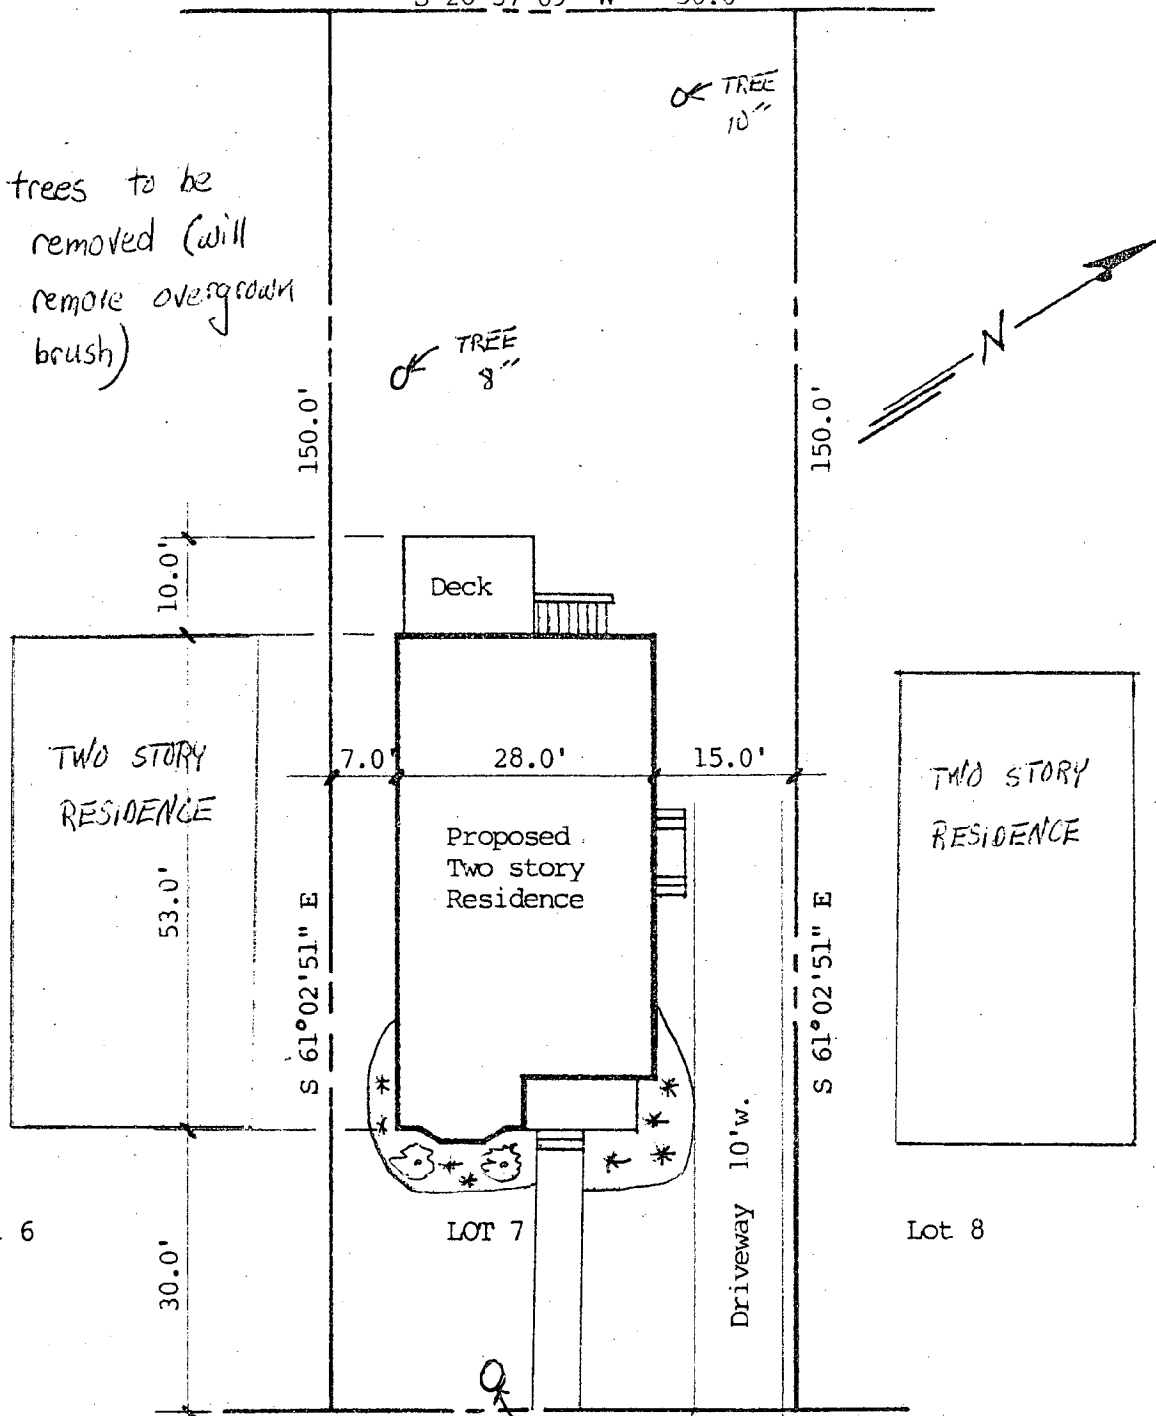 TREE
10"
trees to be
removed (will
remove overgrown
brush)
N
TREE
8"
150.0'
150.0'
10.0'
Deck
TWO STORY
RESIDENCE
7.0'
28.0'
15.0'
TWO STORY
RESIDENCE
Proposed
Two story
Residence
53.0'
S 61°02'51" E
S 61°02'51" E
Driveway 10'w.
6
LOT 7
Lot 8
30.0'